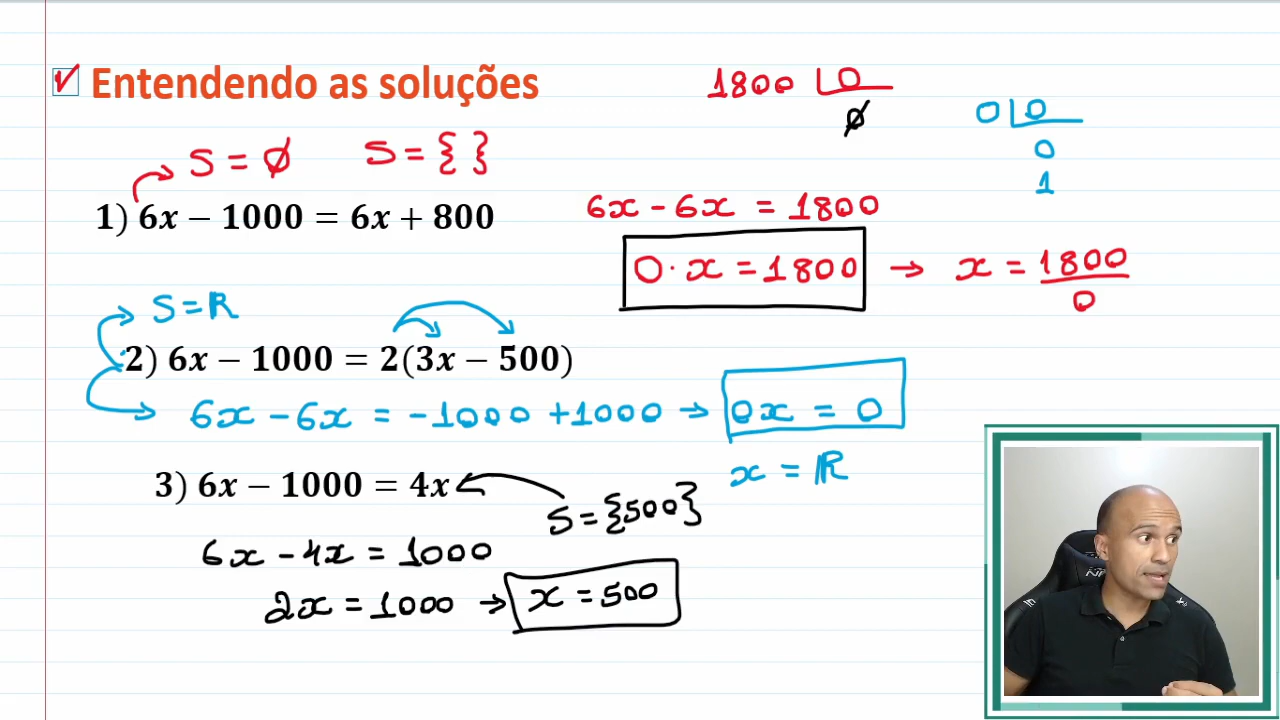 Entendendo as soluções
1800 0
∅
0 0
0
1
S = ∅ S = { }
1) 6x − 1000 = 6x + 800
6x − 6x = 1800
0 · x = 1800 → x = 1800
0
S = ℝ
2) 6x − 1000 = 2(3x − 500)
6x − 6x = −1000 + 1000 → 0x = 0
x = ℝ
3) 6x − 1000 = 4x
S = {500}
6x − 4x = 1000
2x = 1000 → x = 500